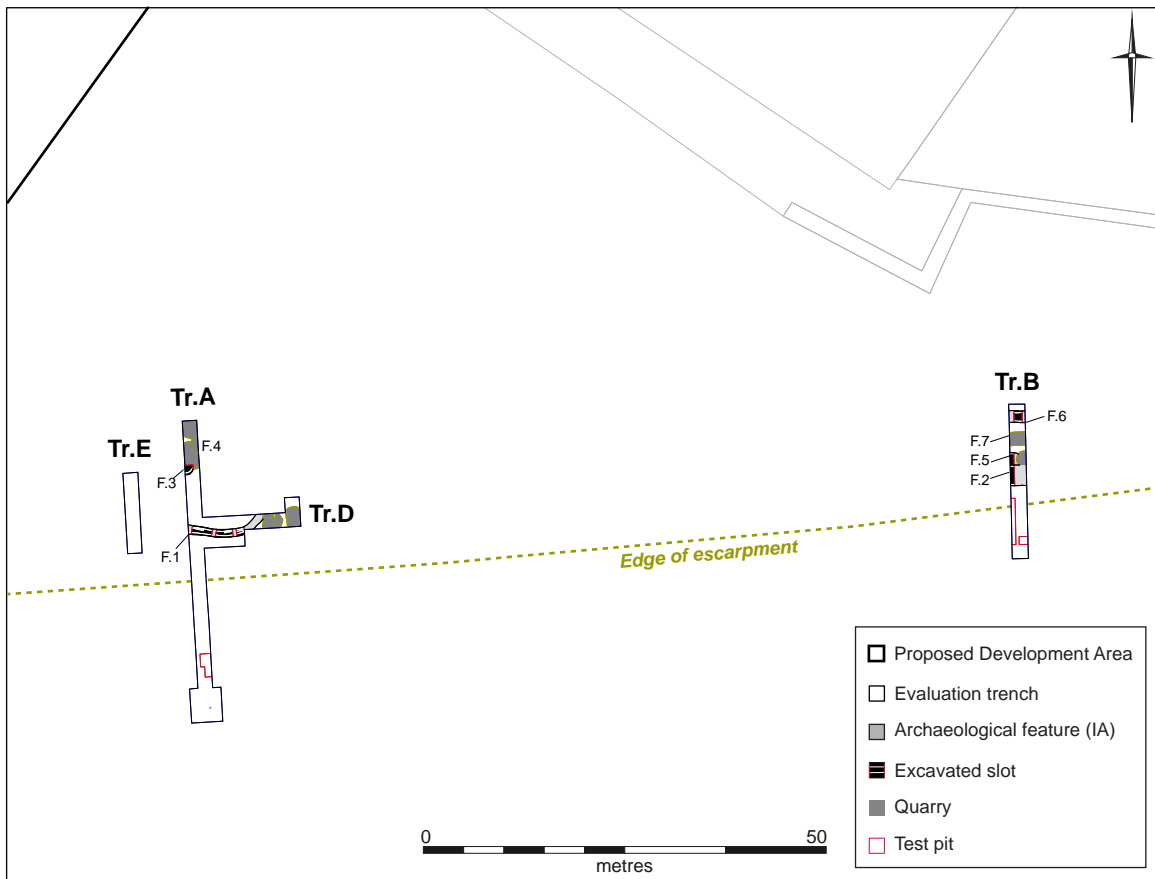 Tr.A
Tr.B
Tr.E
F.4
F.3
F.6
F.7
F.5
F.2
Tr.D
F.1
Edge of escarpment
Proposed Development Area
Evaluation trench
Archaeological feature (IA)
Excavated slot
Quarry
Test pit
0 50
metres